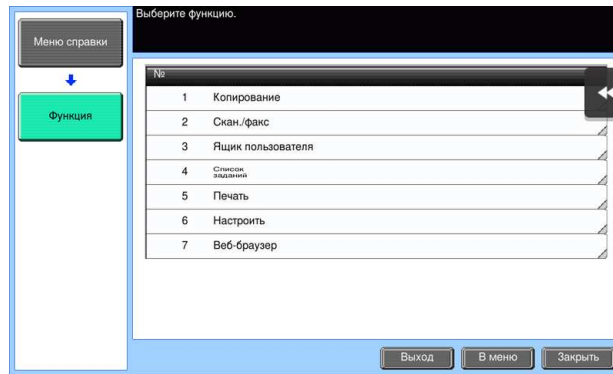 Выберите функцию.
Меню справки
Функция
№
1 Копирование
2 Скан./факс
3 Ящик пользователя
4 Список
заданий
5 Печать
6 Настроить
7 Веб-браузер
Выход В меню Закрыть